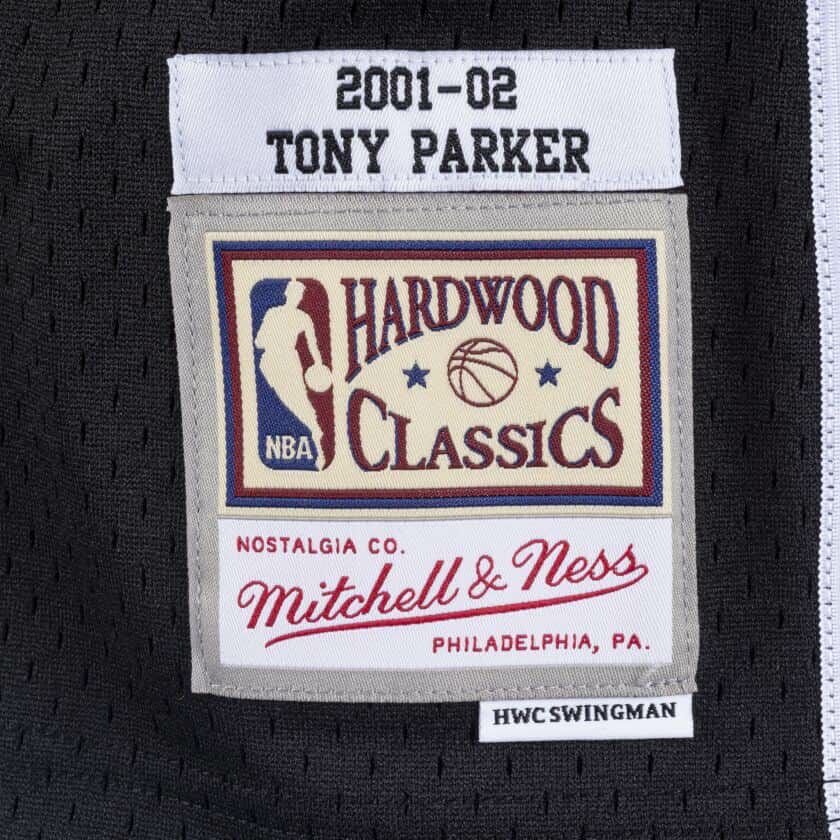 2001-02
TONY PARKER
HARDWOOD
CLASSICS
NBA
NOSTALGIA CO.
Mitchell & Ness
PHILADELPHIA, PA.
HWC SWINGMAN